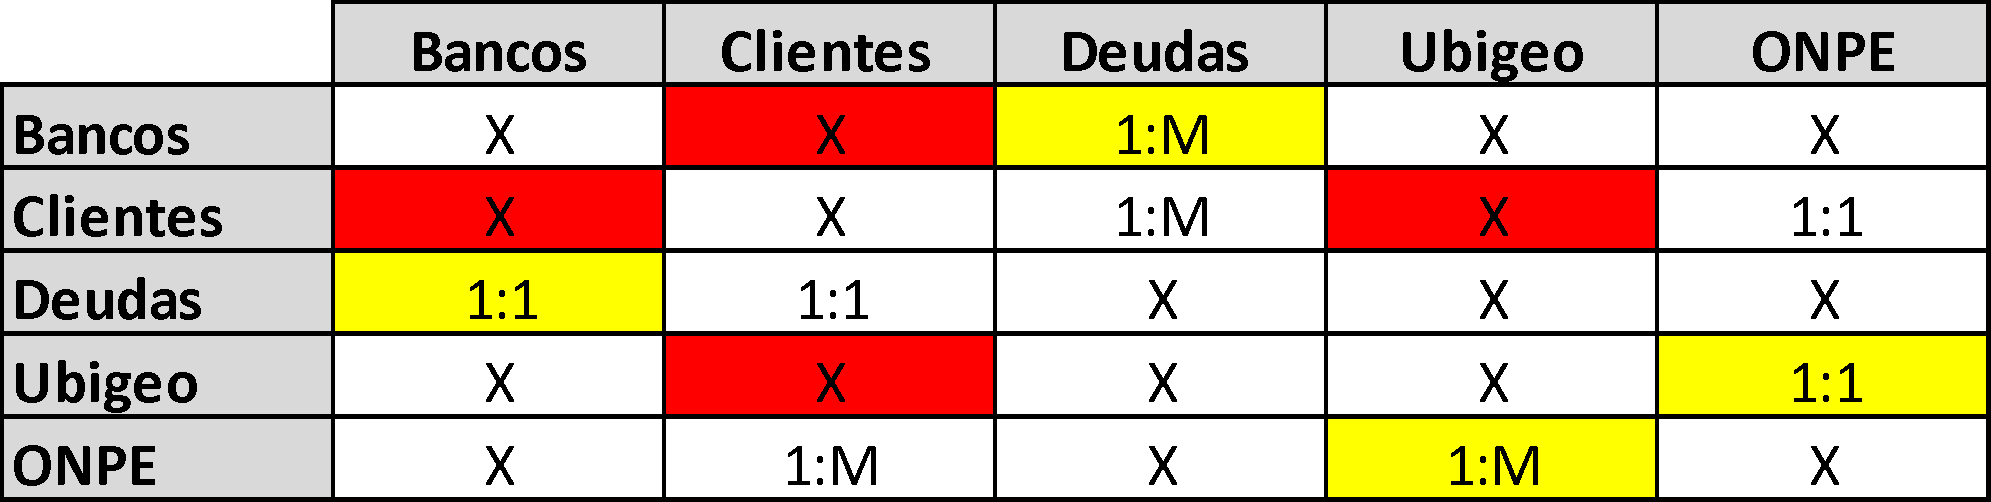 Bancos Clientes Deudas Ubigeo ONPE
Bancos X X 1:M X X
Clientes X X 1:M X 1:1
Deudas 1:1 1:1 X X X
Ubigeo X X X X 1:1
ONPE X 1:M X 1:M X